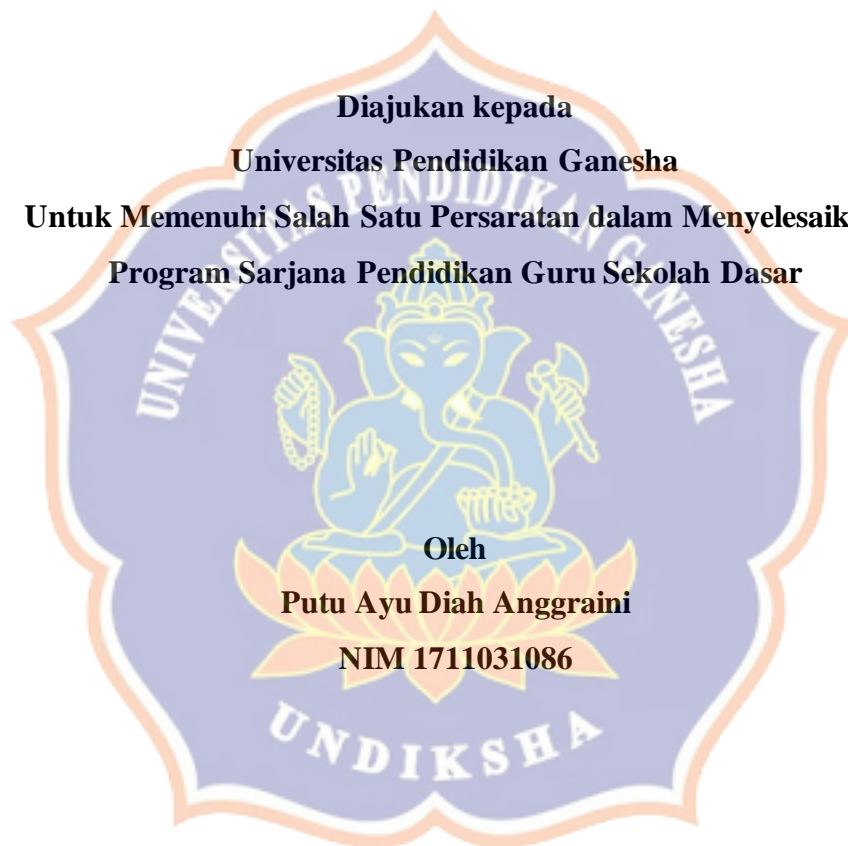 Diajukan kepada
Universitas Pendidikan Ganesha
Untuk Memenuhi Salah Satu Persaratan dalam Menyelesaik
Program Sarjana Pendidikan Guru Sekolah Dasar
UNIVERSITAS PENDIDIKAN GANESHA
Oleh
Putu Ayu Diah Anggraini
NIM 1711031086
UNDIKSHA